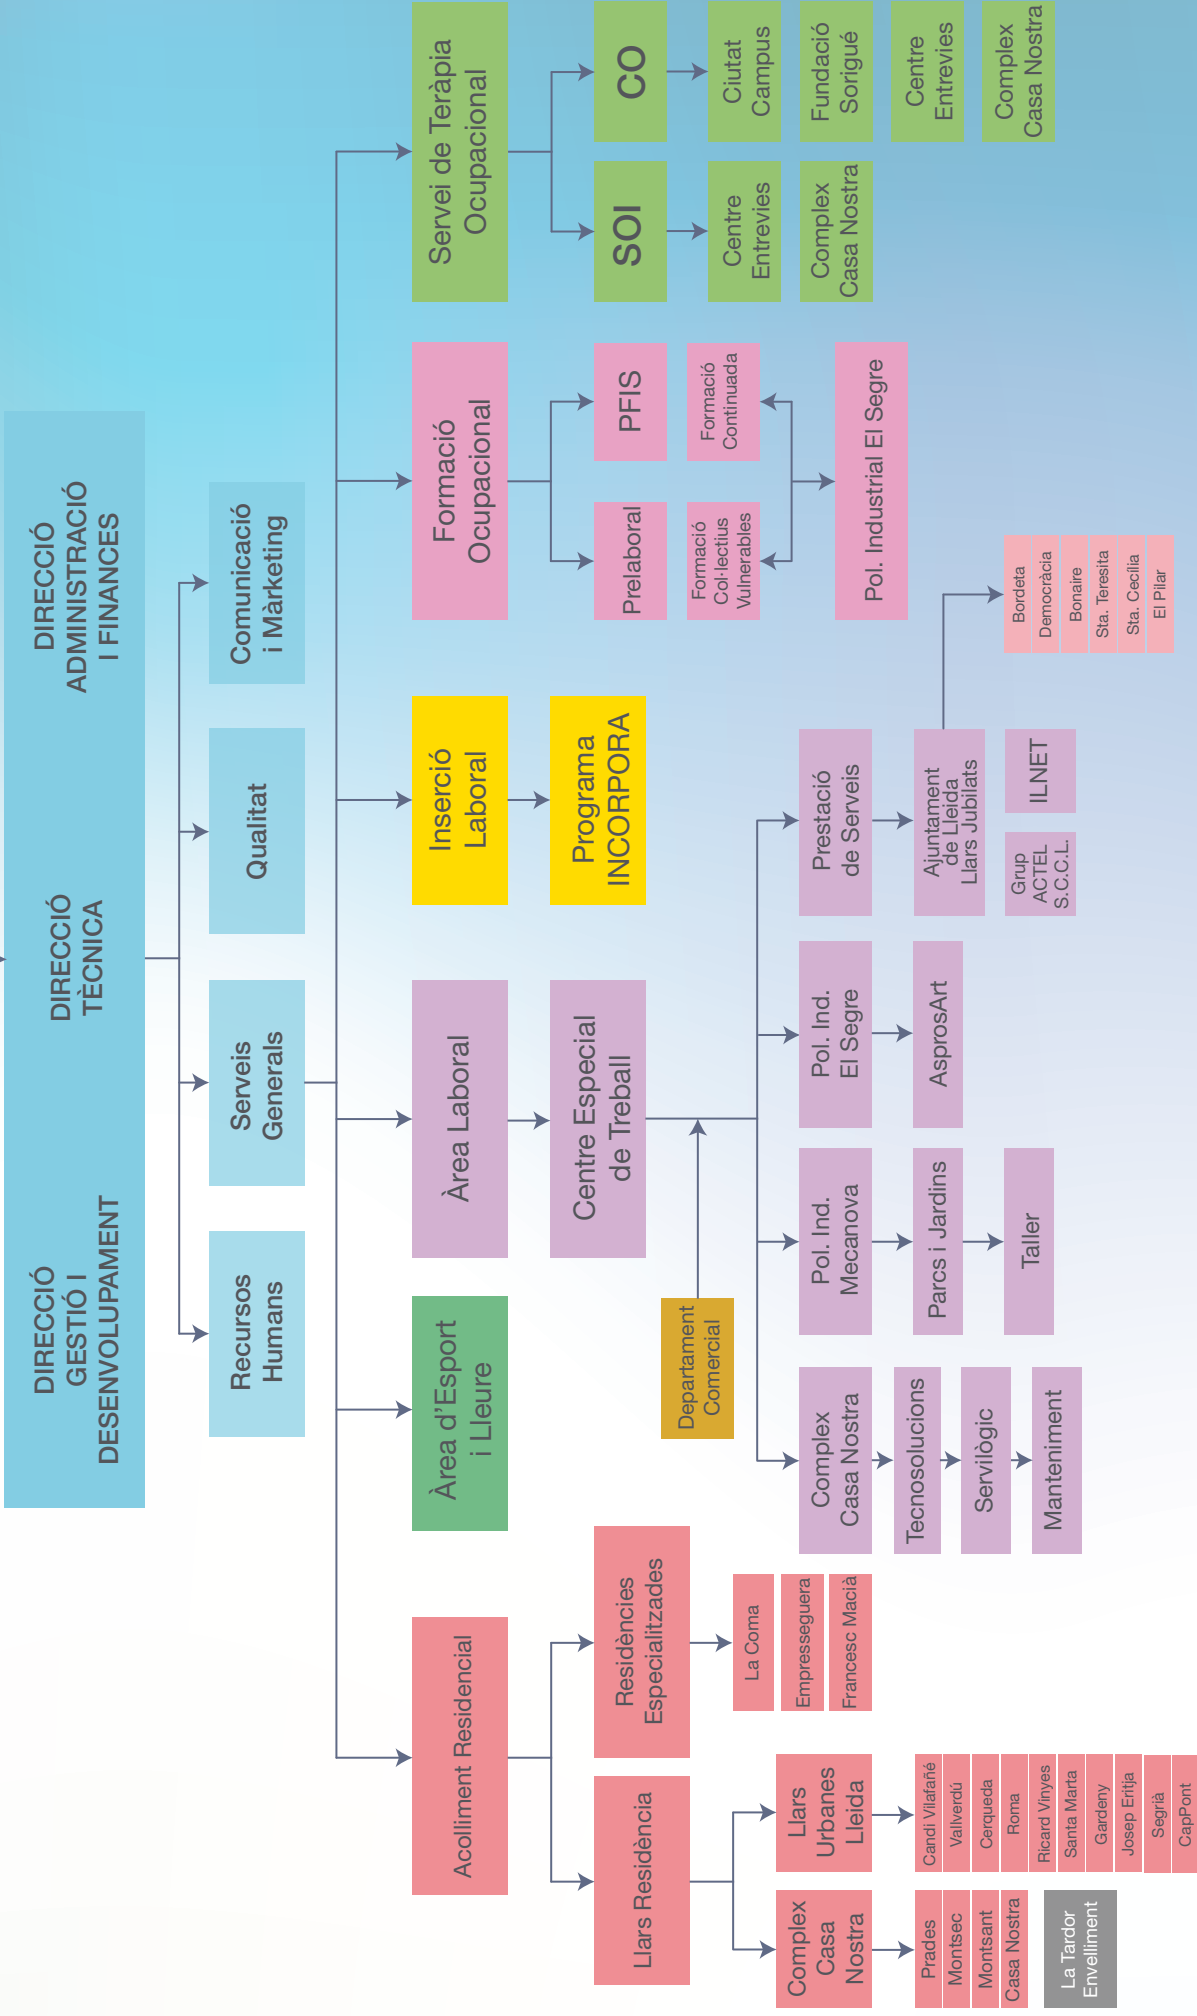 DIRECCIÓ
GESTIÓ I
DESENVOLUPAMENT
DIRECCIÓ
TÈCNICA
DIRECCIÓ
ADMINISTRACIÓ
I FINANCES
Recursos
Humans
Serveis
Generals
Qualitat
Comunicació
i Màrketing
Acolliment Residencial
Àrea d'Esport
i Lleure
Àrea Laboral
Inserció
Laboral
Formació
Ocupacional
Servei de Teràpia
Ocupacional
Llars Residència
Residències
Especialitzades
Complex
Casa
Nostra
Llars
Urbanes
Lleida
Prades
Montsec
Montsant
Casa Nostra
La Tardor
Envelliment
Candi Vilafañé
Vallverdú
Cerqueda
Roma
Ricard Vinyes
Santa Marta
Gardeny
Josep Eritja
Segrià
CapPont
La Coma
Empresseguera
Francesc Macià
Centre Especial
de Treball
Departament
Comercial
Complex
Casa Nostra
Tecnosolucions
Servilògic
Manteniment
Pol. Ind.
Mecanova
Parcs i Jardins
Taller
Pol. Ind.
El Segre
AsprosArt
Prestació
de Serveis
Ajuntament
de Lleida
Llars Jubilats
Grup
ACTEL
S.C.C.L.
ILNET
Bordeta
Democràcia
Bonaire
Sta. Teresita
Sta. Cecília
El Pilar
Programa
INCORPORA
Prelaboral
PFIS
Formació
Col·lectius
Vulnerables
Formació
Continuada
Pol. Industrial El Segre
SOI
CO
Centre
Entrevies
Complex
Casa Nostra
Ciutat
Campus
Fundació
Sorigué
Centre
Entrevies
Complex
Casa Nostra